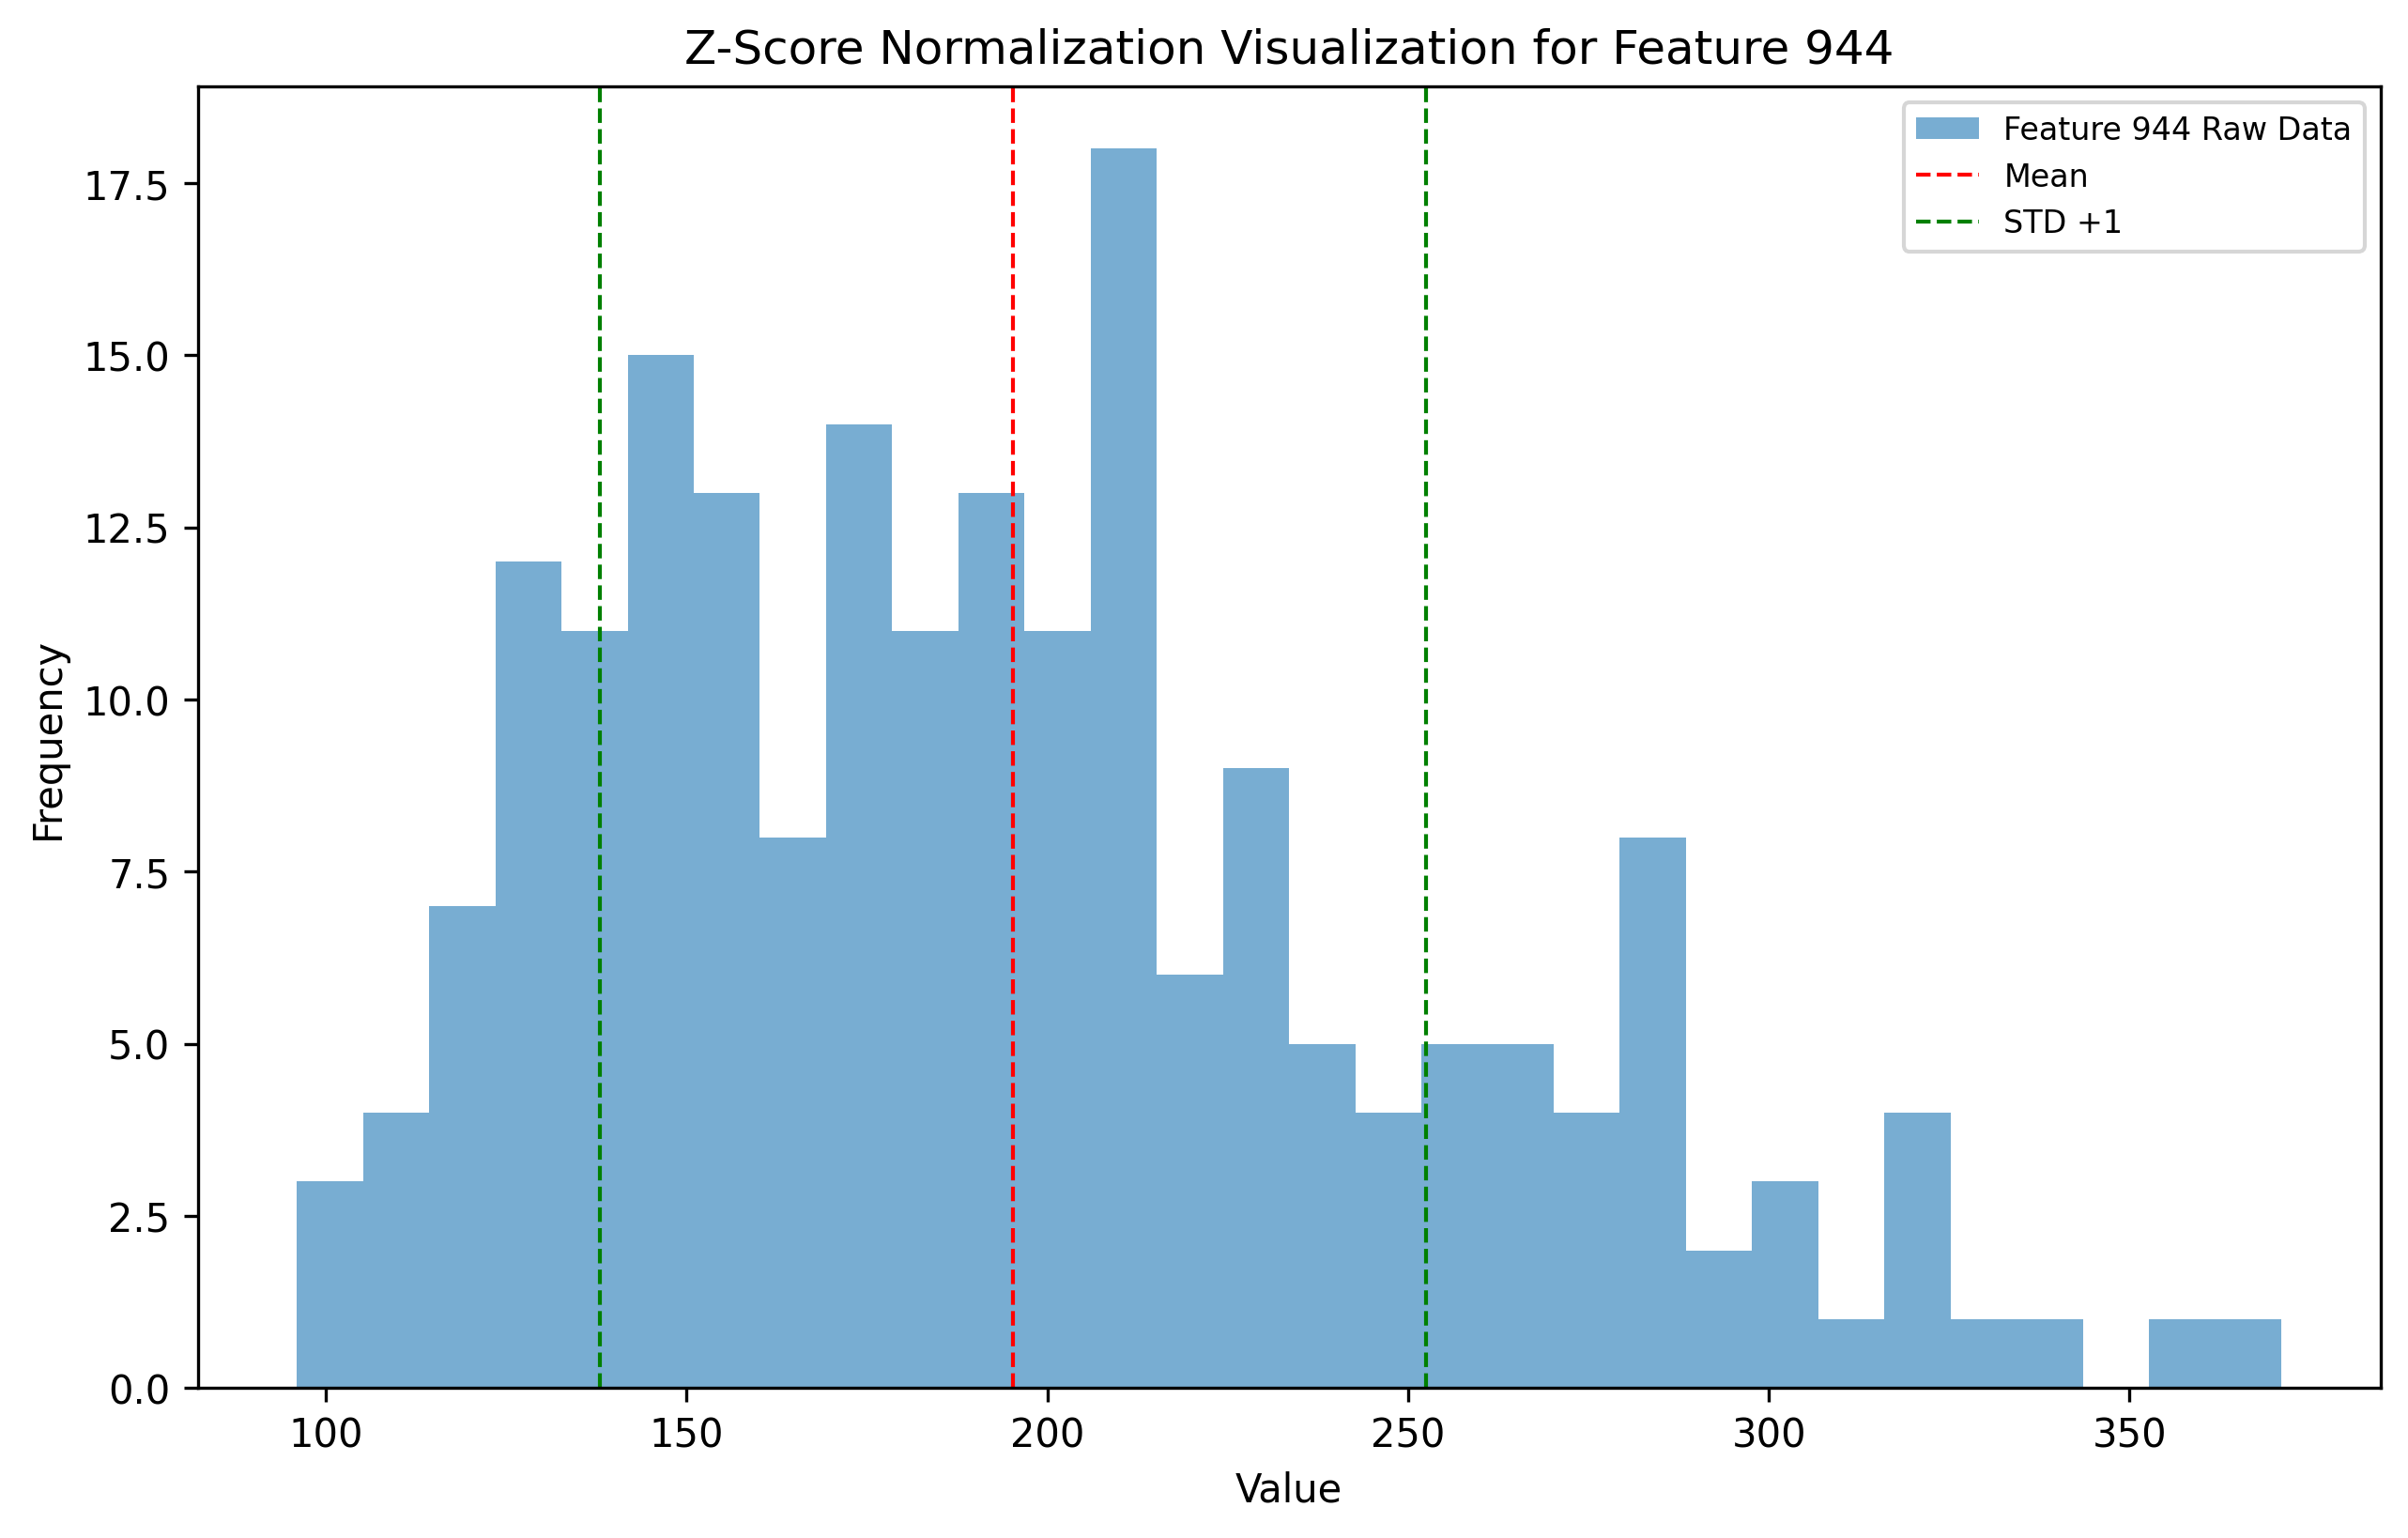 Z-Score Normalization Visualization for Feature 944
Feature 944 Raw Data
Mean
STD +1
17.5
15.0
12.5
10.0
7.5
5.0
2.5
0.0
Frequency
100 150 200 250 300 350
Value